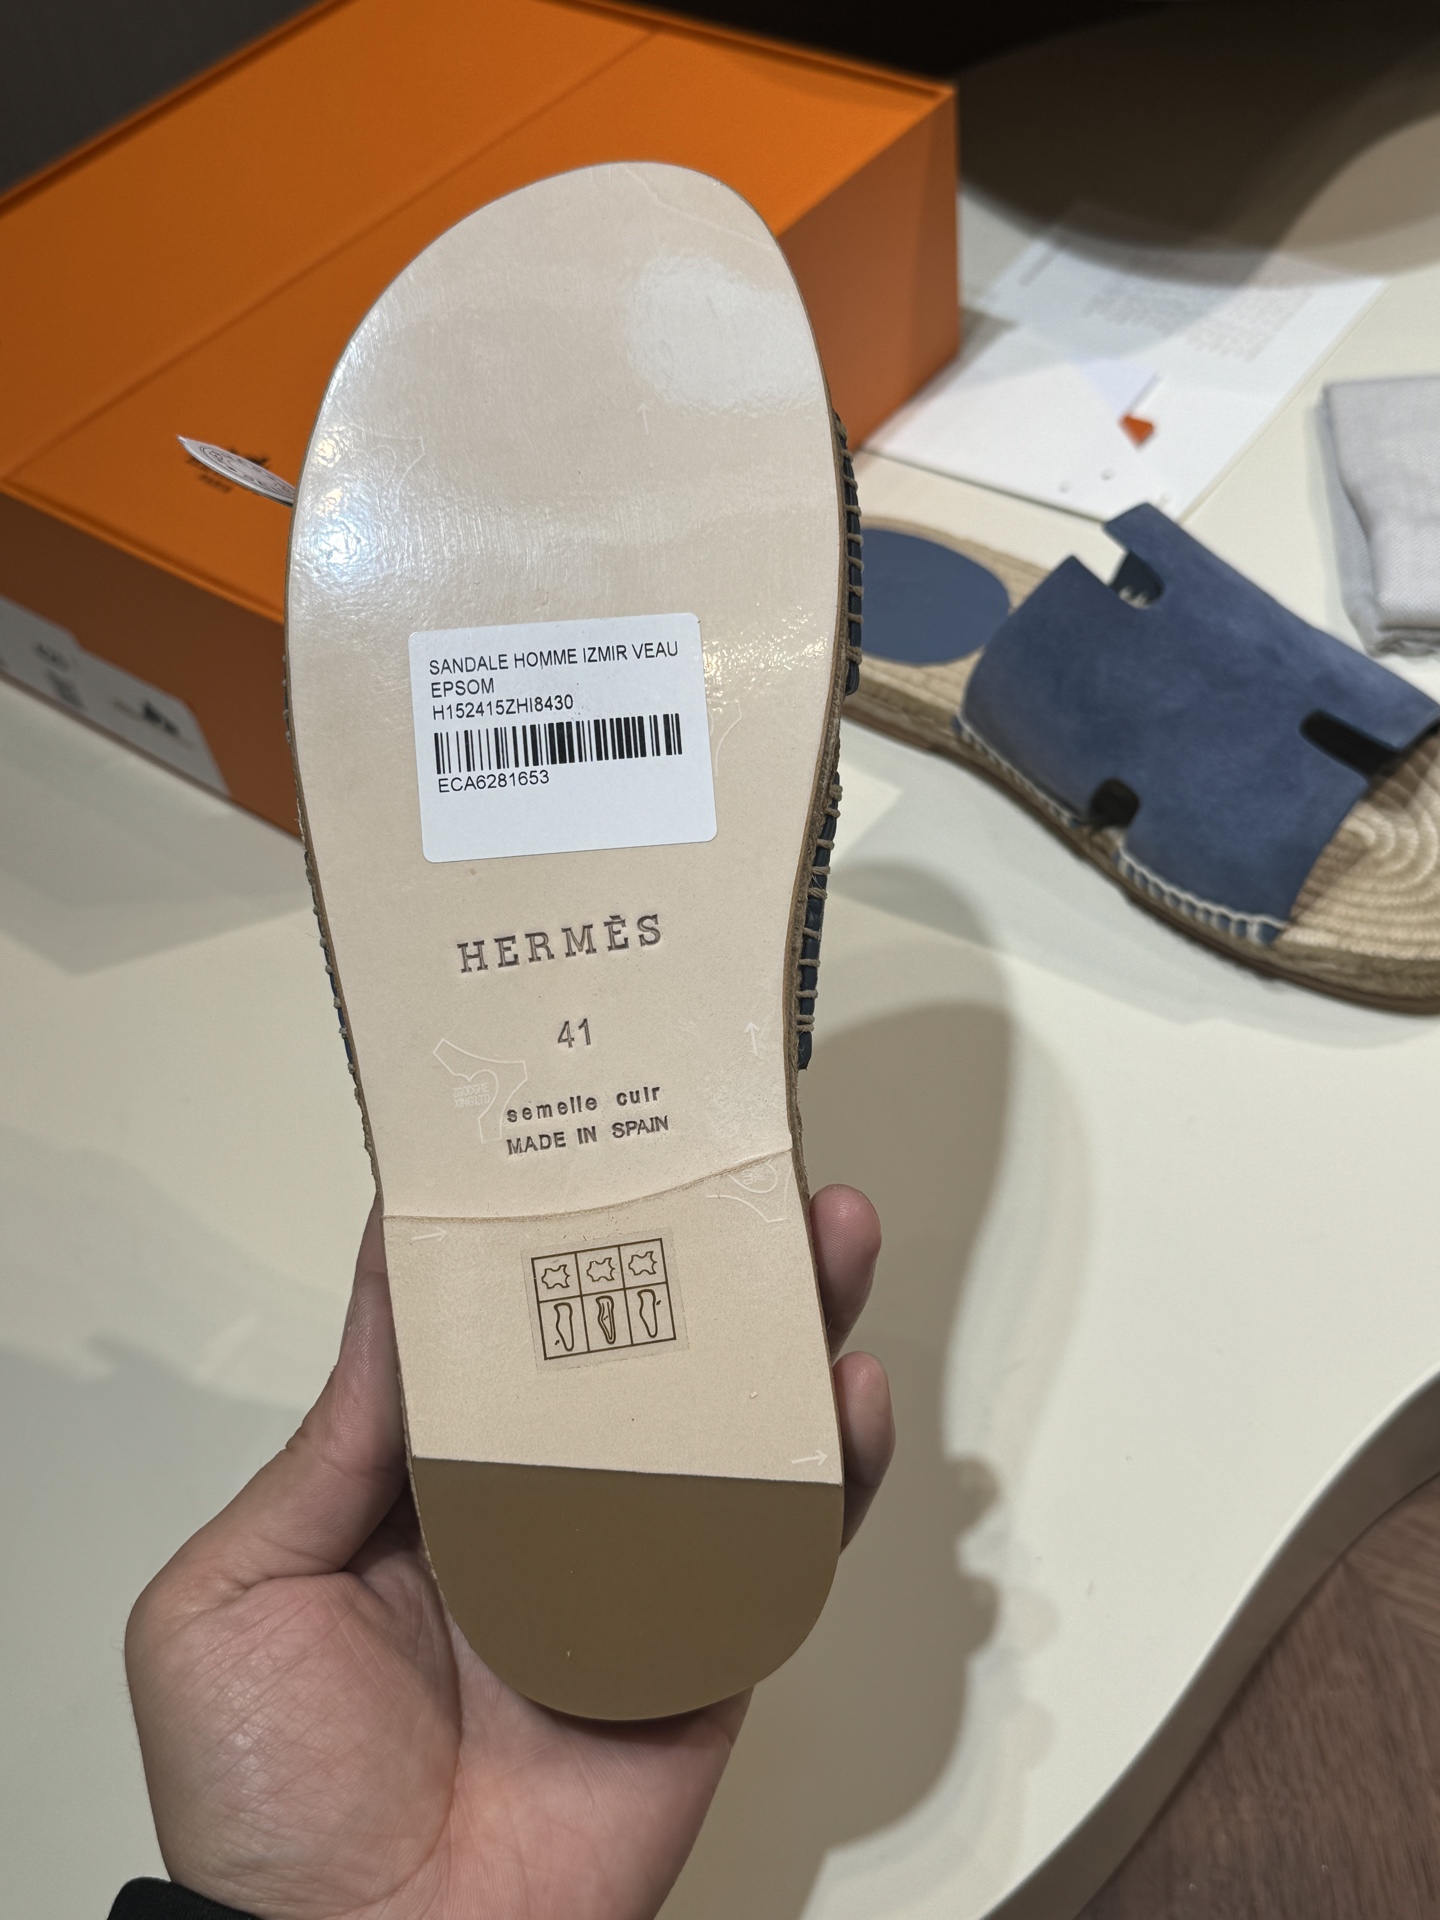 SANDALE HOMME IZMIR VEAU
EPSOM
H152415ZHI8430
ECA6281653
HERMÈS
41
semelle cuir
MADE IN SPAIN